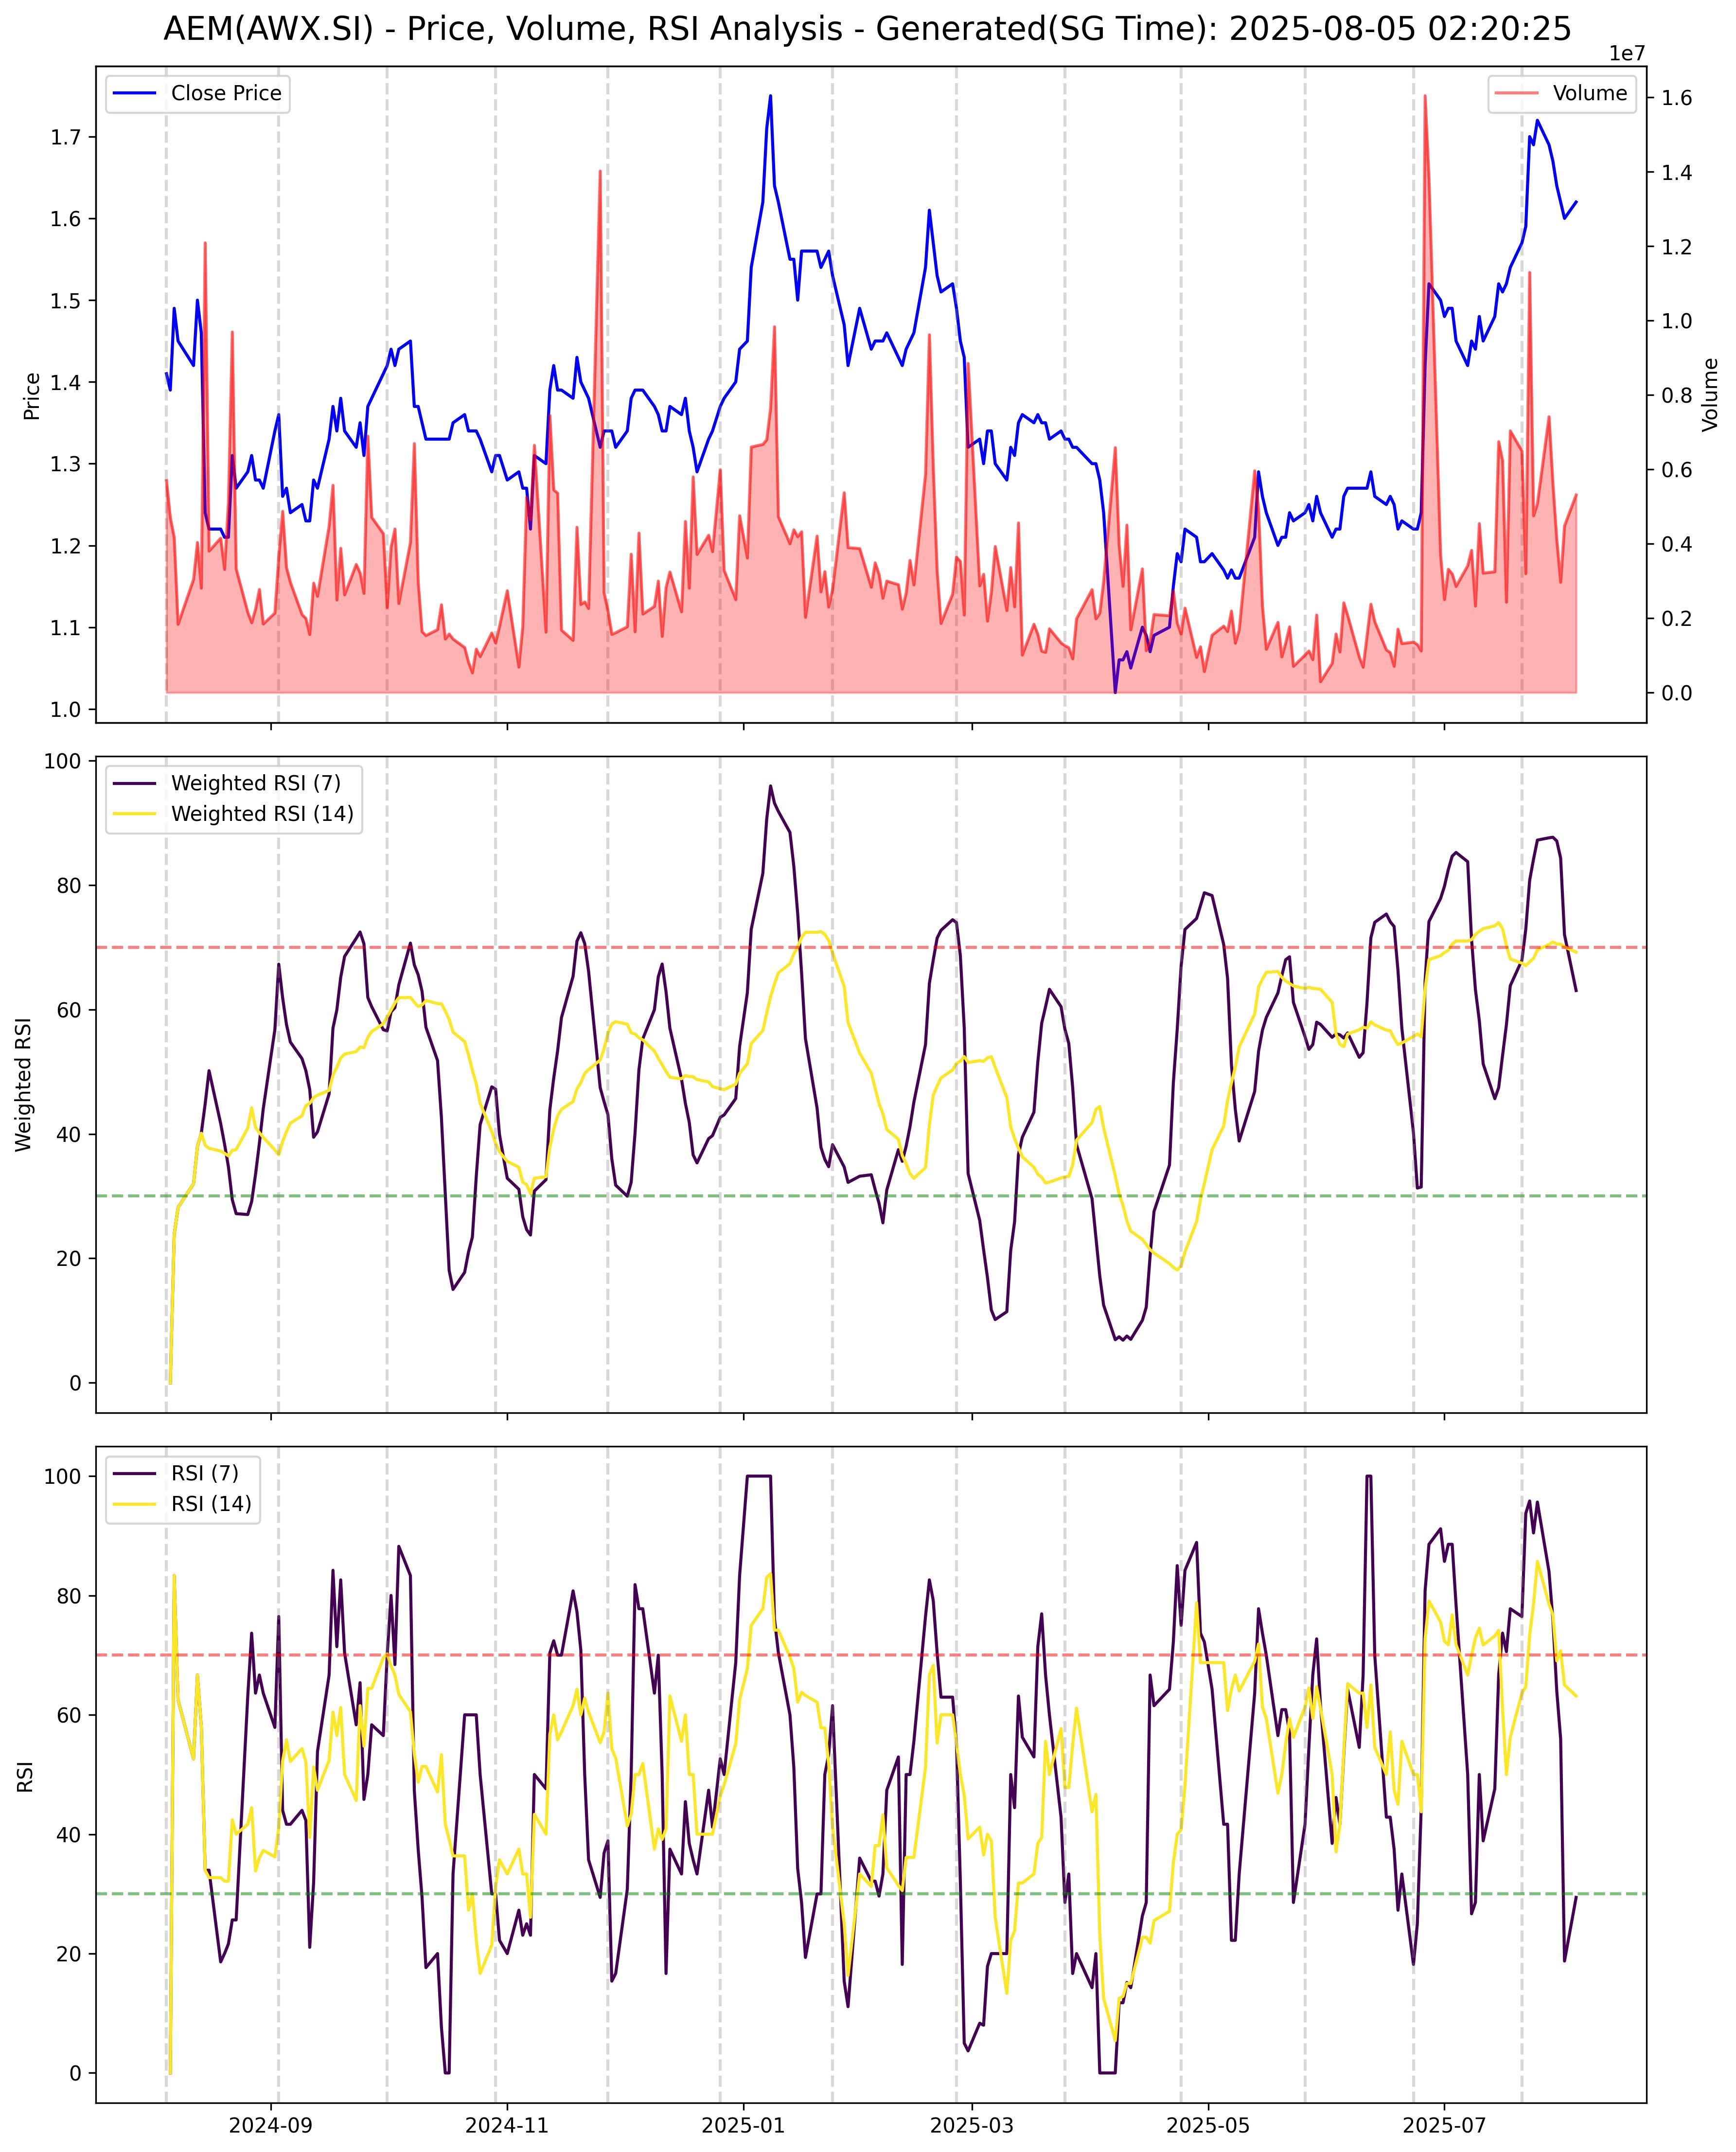 AEM(AWX.SI) - Price, Volume, RSI Analysis - Generated(SG Time): 2025-08-05 02:20:25
1e7
Close Price
Volume
1.7
1.6
1.5
1.4
1.3
1.2
1.1
1.0
Price
1.6
1.4
1.2
1.0
0.8
0.6
0.4
0.2
0.0
Volume
Weighted RSI (7)
Weighted RSI (14)
100
80
60
40
20
0
Weighted RSI
RSI (7)
RSI (14)
100
80
60
40
20
0
RSI
2024-09
2024-11
2025-01
2025-03
2025-05
2025-07